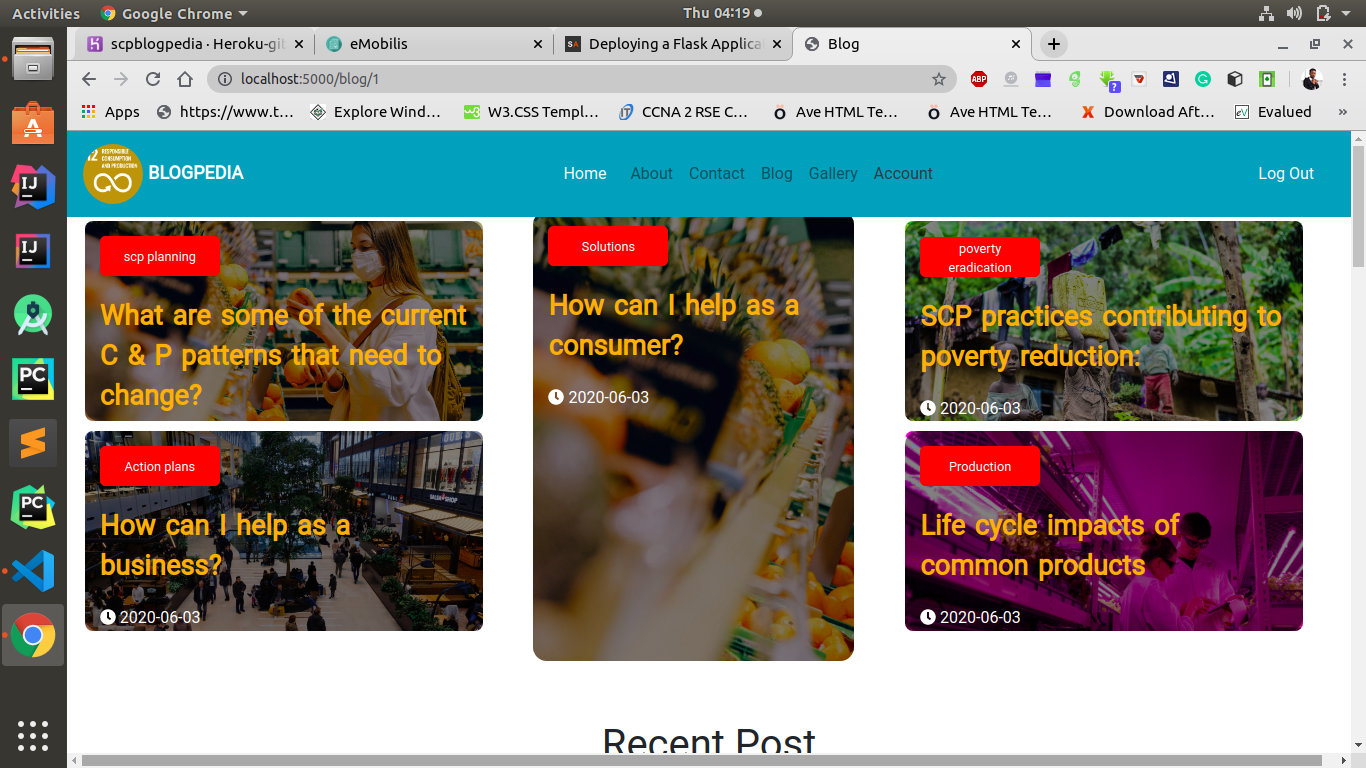 Activities
Google Chrome
Thu 04:19
scpblogpedia · Heroku-git
eMobilis
Deploying a Flask Applica
Blog
localhost:5000/blog/1
ABP
?
Apps
https://www.t…
Explore Wind…
W3.CSS Templ…
CCNA 2 RSE C…
Ave HTML Te…
Ave HTML Te…
Download Aft…
Evalued
»
12 RESPONSIBLE
CONSUMPTION
AND PRODUCTION
BLOGPEDIA
Home
About
Contact
Blog
Gallery
Account
Log Out
scp planning
What are some of the current
C & P patterns that need to
change?
Action plans
How can I help as a
business?
2020-06-03
Solutions
How can I help as a
consumer?
2020-06-03
poverty
eradication
SCP practices contributing to
poverty reduction:
2020-06-03
Production
Life cycle impacts of
common products
2020-06-03
Recent Post
IJ
IJ
PC
PC